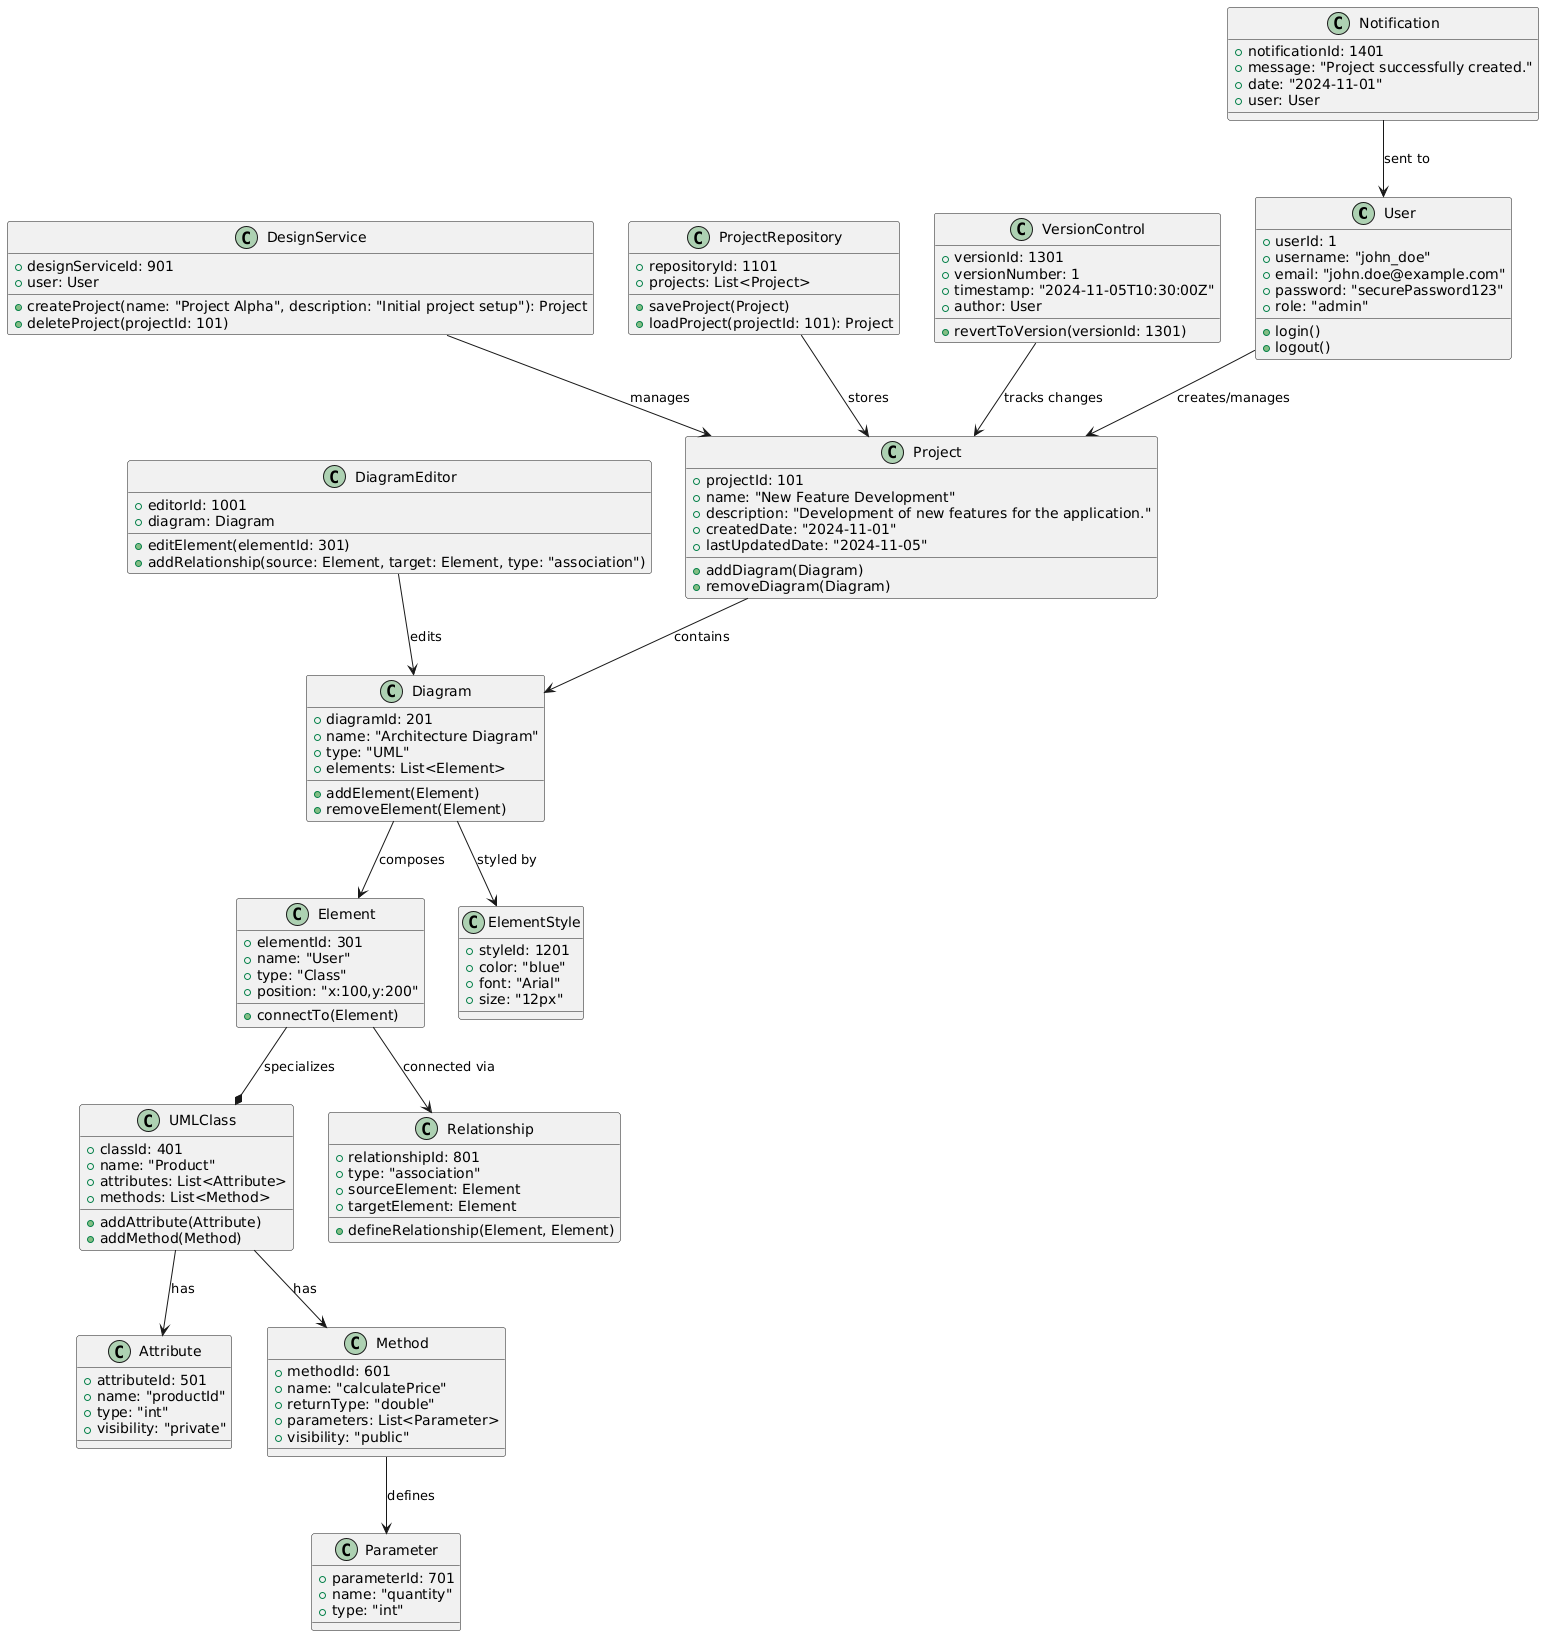 C Notification
notificationId: 1401
message: "Project successfully created."
date: "2024-11-01"
user: User
sent to
C DesignService
designServiceId: 901
user: User
createProject(name: "Project Alpha", description: "Initial project setup"): Project
deleteProject(projectId: 101)
C ProjectRepository
repositoryId: 1101
projects: List<Project>
saveProject(Project)
loadProject(projectId: 101): Project
C VersionControl
versionId: 1301
versionNumber: 1
timestamp: "2024-11-05T10:30:00Z"
author: User
revertToVersion(versionId: 1301)
C User
userId: 1
username: "john_doe"
email: "john.doe@example.com"
password: "securePassword123"
role: "admin"
login()
logout()
manages
stores
tracks changes
creates/manages
C DiagramEditor
editorId: 1001
diagram: Diagram
editElement(elementId: 301)
addRelationship(source: Element, target: Element, type: "association")
C Project
projectId: 101
name: "New Feature Development"
description: "Development of new features for the application."
createdDate: "2024-11-01"
lastUpdatedDate: "2024-11-05"
addDiagram(Diagram)
removeDiagram(Diagram)
edits
contains
C Diagram
diagramId: 201
name: "Architecture Diagram"
type: "UML"
elements: List<Element>
addElement(Element)
removeElement(Element)
composes
styled by
C Element
elementId: 301
name: "User"
type: "Class"
position: "x:100,y:200"
connectTo(Element)
C ElementStyle
styleId: 1201
color: "blue"
font: "Arial"
size: "12px"
specializes
connected via
C UMLClass
classId: 401
name: "Product"
attributes: List<Attribute>
methods: List<Method>
addAttribute(Attribute)
addMethod(Method)
C Relationship
relationshipId: 801
type: "association"
sourceElement: Element
targetElement: Element
defineRelationship(Element, Element)
has
has
C Attribute
attributeId: 501
name: "productId"
type: "int"
visibility: "private"
C Method
methodId: 601
name: "calculatePrice"
returnType: "double"
parameters: List<Parameter>
visibility: "public"
defines
C Parameter
parameterId: 701
name: "quantity"
type: "int"